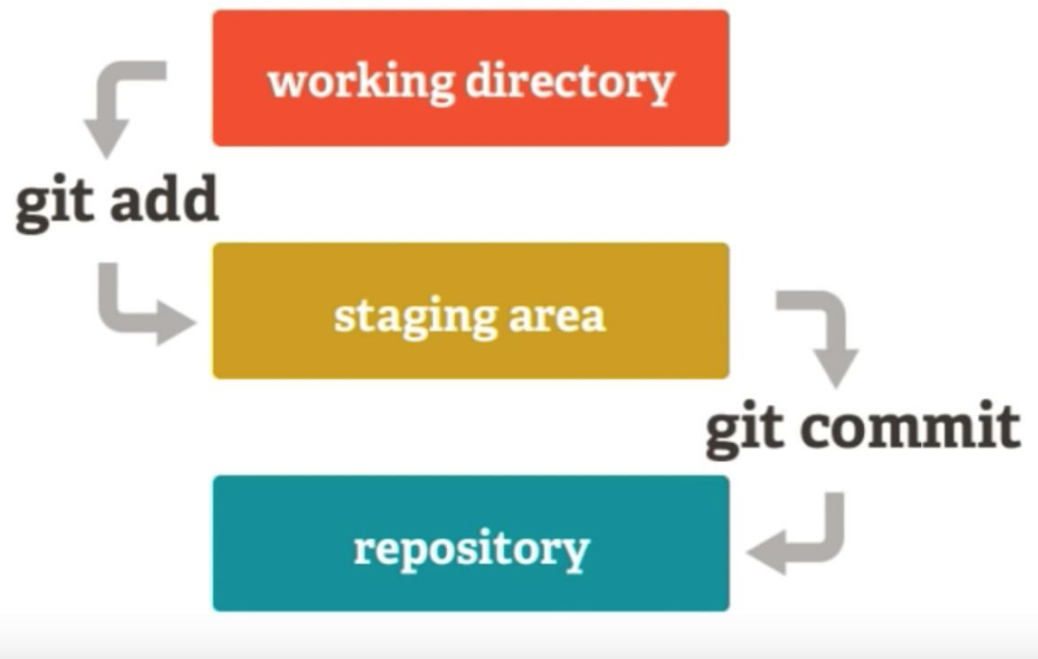 working directory
git add
staging area
git commit
repository